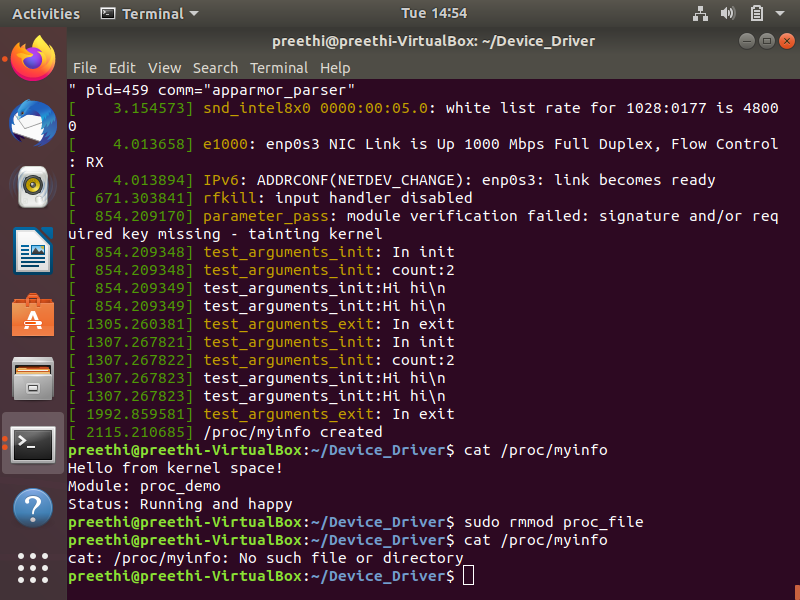 Activities Terminal Tue 14:54
preethi@preethi-VirtualBox: ~/Device_Driver
File Edit View Search Terminal Help
" pid=459 comm="apparmor_parser"
[    3.154573] snd_intel8x0 0000:00:05.0: white list rate for 1028:0177 is 4800
0
[    4.013658] e1000: enp0s3 NIC Link is Up 1000 Mbps Full Duplex, Flow Control
: RX
[    4.013894] IPv6: ADDRCONF(NETDEV_CHANGE): enp0s3: link becomes ready
[  671.303841] rfkill: input handler disabled
[  854.209170] parameter_pass: module verification failed: signature and/or req
uired key missing - tainting kernel
[  854.209348] test_arguments_init: In init
[  854.209348] test_arguments_init: count:2
[  854.209349] test_arguments_init:Hi hi\n
[  854.209349] test_arguments_init:Hi hi\n
[ 1305.260381] test_arguments_exit: In exit
[ 1307.267821] test_arguments_init: In init
[ 1307.267822] test_arguments_init: count:2
[ 1307.267823] test_arguments_init:Hi hi\n
[ 1307.267823] test_arguments_init:Hi hi\n
[ 1992.859581] test_arguments_exit: In exit
[ 2115.210685] /proc/myinfo created
preethi@preethi-VirtualBox:~/Device_Driver$ cat /proc/myinfo
Hello from kernel space!
Module: proc_demo
Status: Running and happy
preethi@preethi-VirtualBox:~/Device_Driver$ sudo rmmod proc_file
preethi@preethi-VirtualBox:~/Device_Driver$ cat /proc/myinfo
cat: /proc/myinfo: No such file or directory
preethi@preethi-VirtualBox:~/Device_Driver$